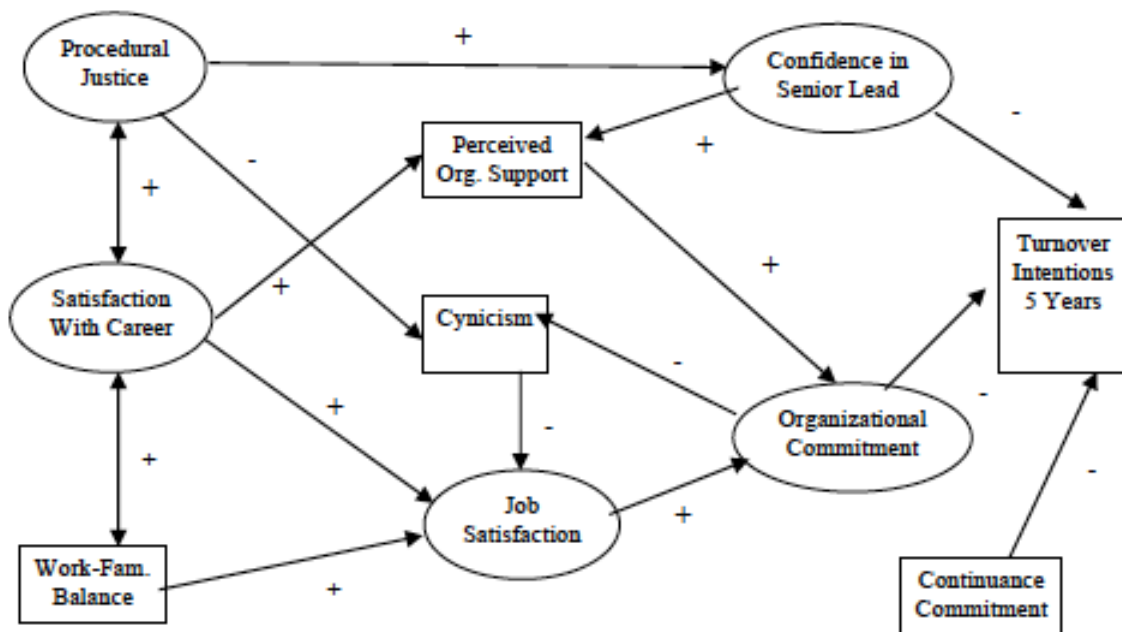 Procedural
Justice
+
Confidence in
Senior Lead
-
+
Perceived
Org. Support
+
-
+
Satisfaction
With Career
+
Cynicism
+
Turnover
Intentions
5 Years
-
+
-
Organizational
Commitment
-
+
Job
Satisfaction
+
-
Work-Fam.
Balance
+
Continuance
Commitment